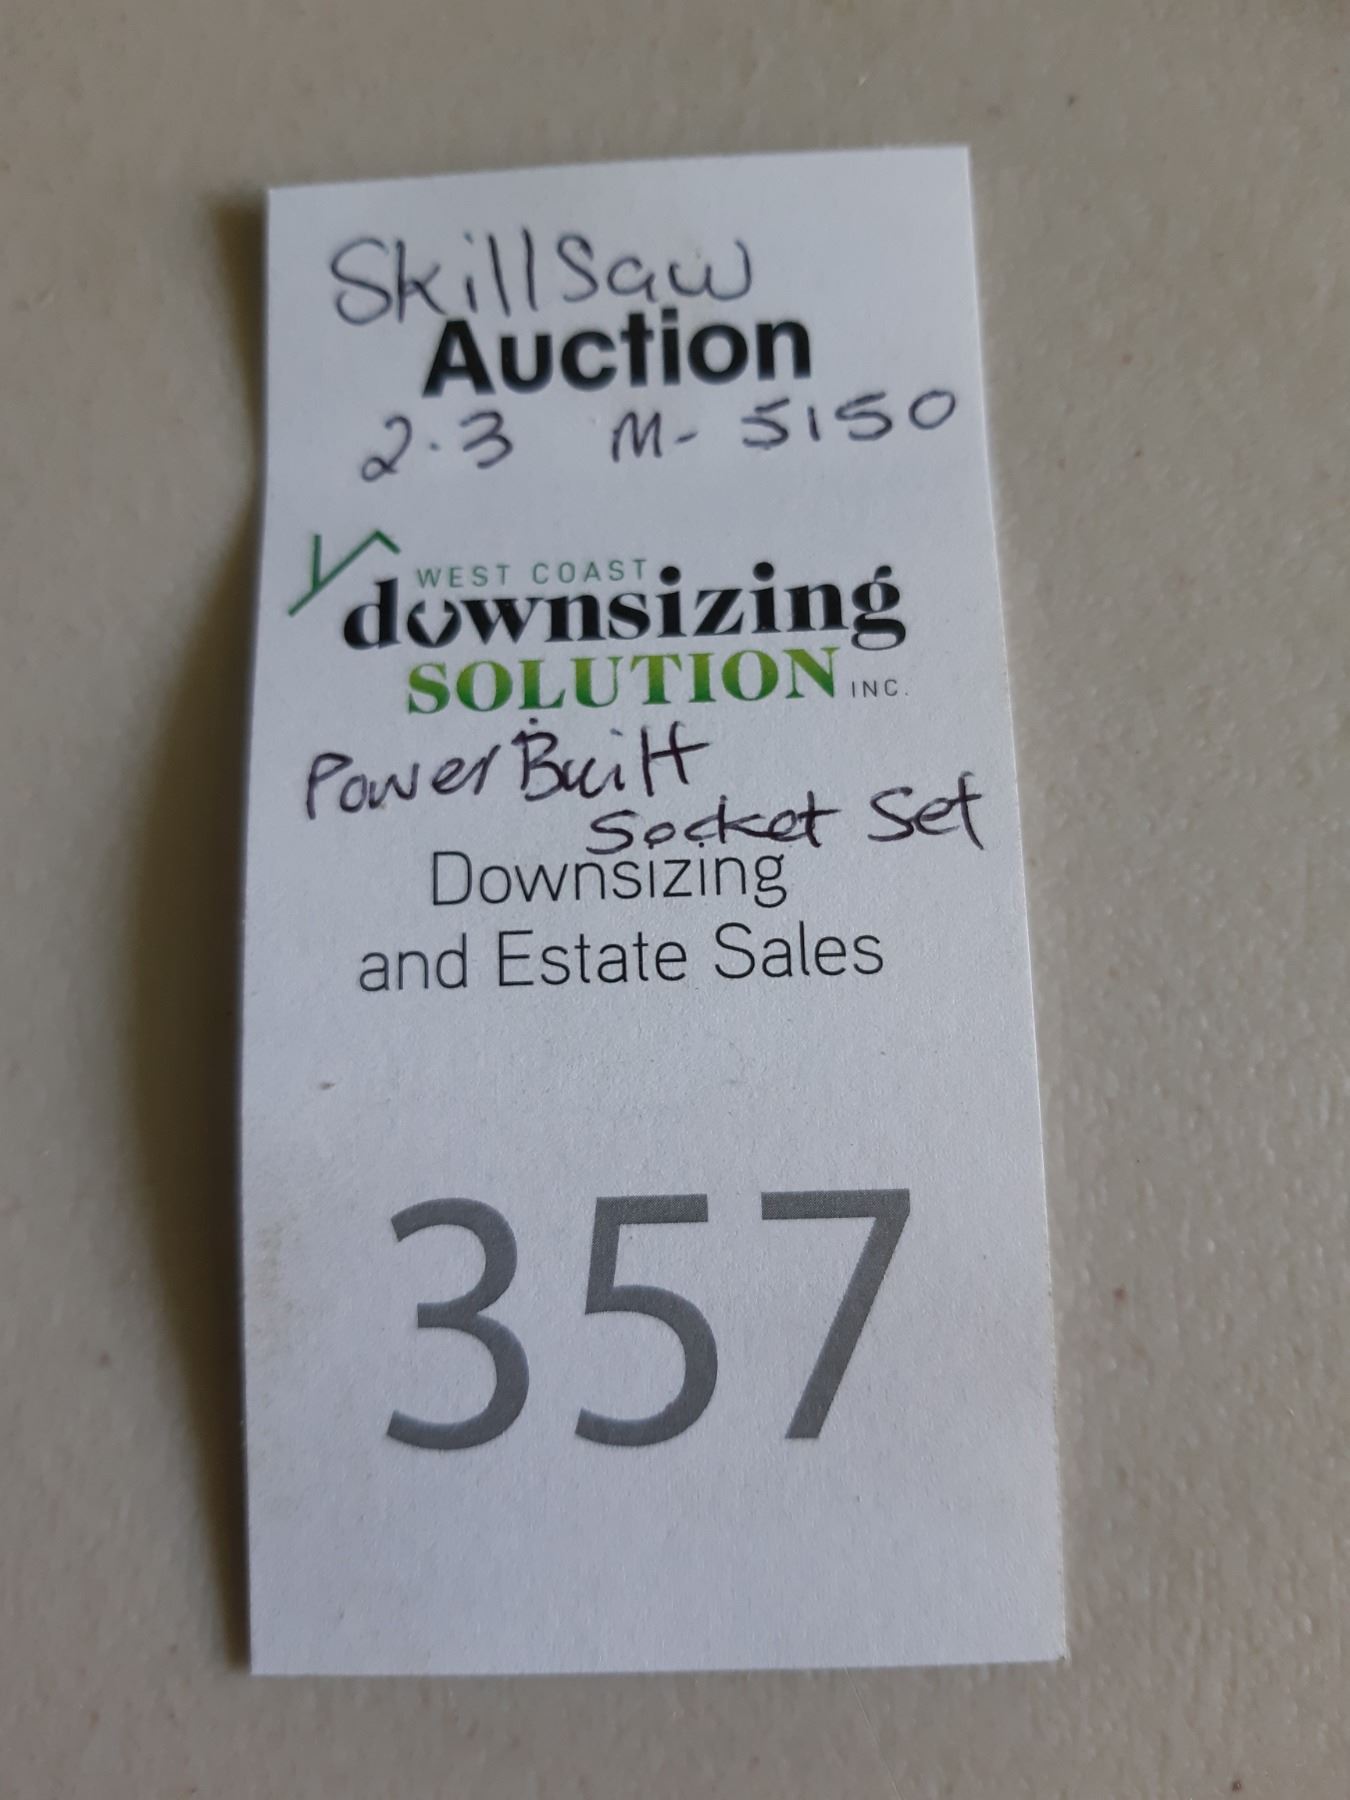 Skillsaw
Auction
2.3 M- 5150
WEST COAST
downsizing
SOLUTION INC.
PowerBuilt
Socket Set
Downsizing
and Estate Sales
357